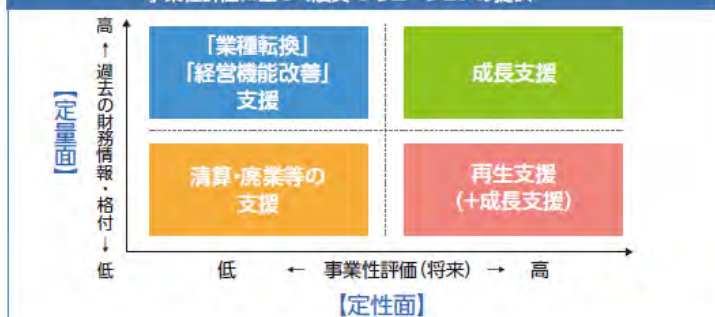 高
↑
過去の財務情報・格付
↓
低
【定量面】
「業種転換」
「経営機能改善」
支援
成長支援
清算・廃業等の
支援
再生支援
(+成長支援)
低 ← 事業性評価(将来) → 高
【定性面】